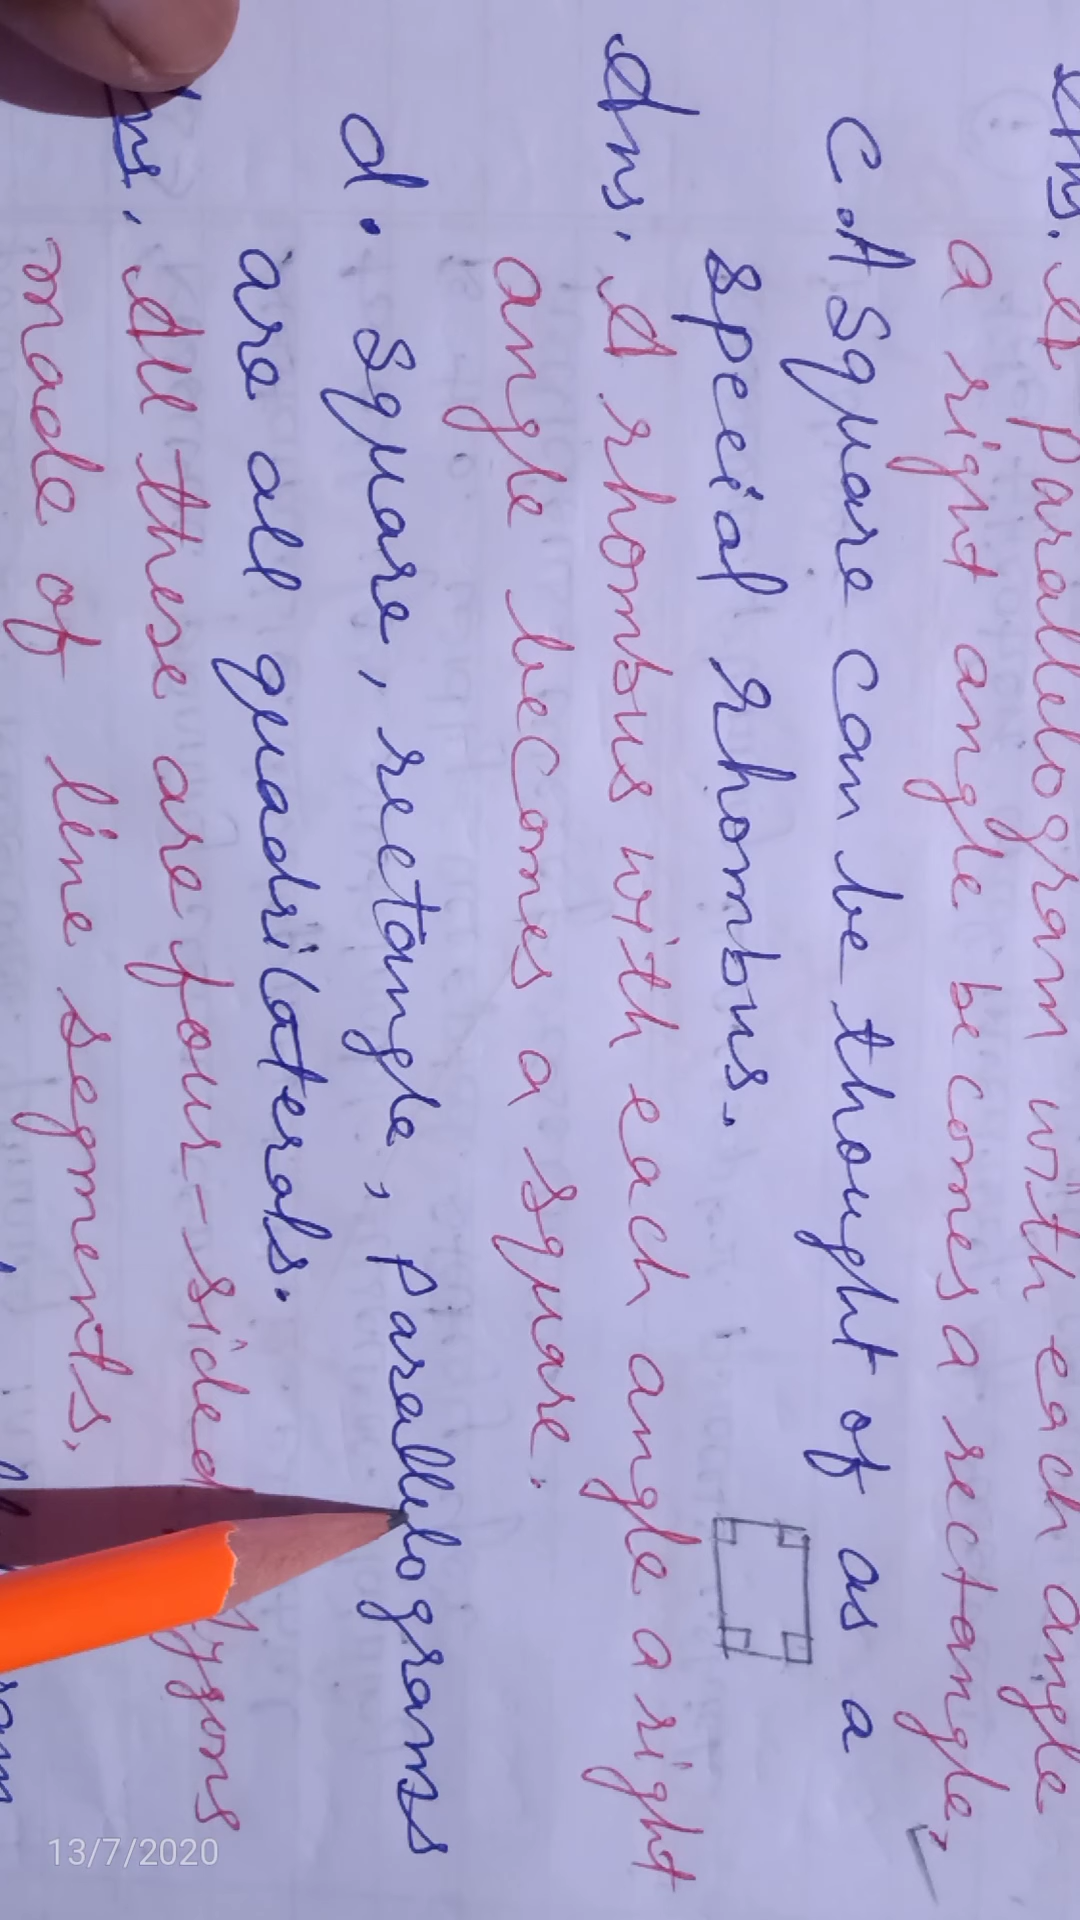 Ans. A parallelogram with each angle
a right angle becomes a rectangle.
C. A Square can be thought of as a
special rhombus.
Ans. A rhombus with each angle a right
angle becomes a square.
d. Square, rectangle, parallelograms
are all quadrilaterals.
Ans. All these are four-sided
made of line segments.
13/7/2020